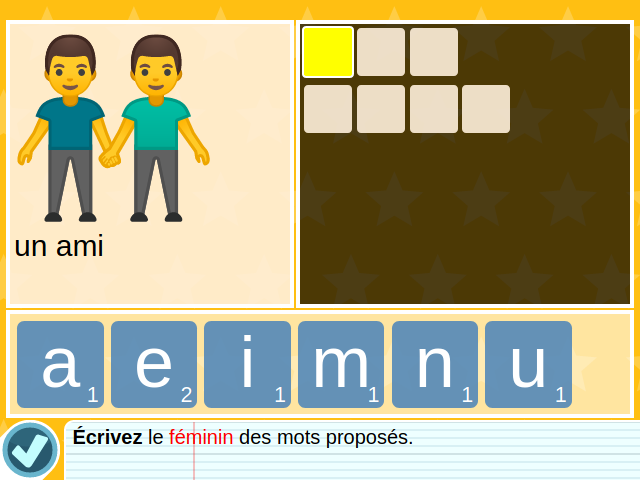 un ami
a 1 e 2 i 1 m 1 n 1 u 1
Écrivez le féminin des mots proposés.